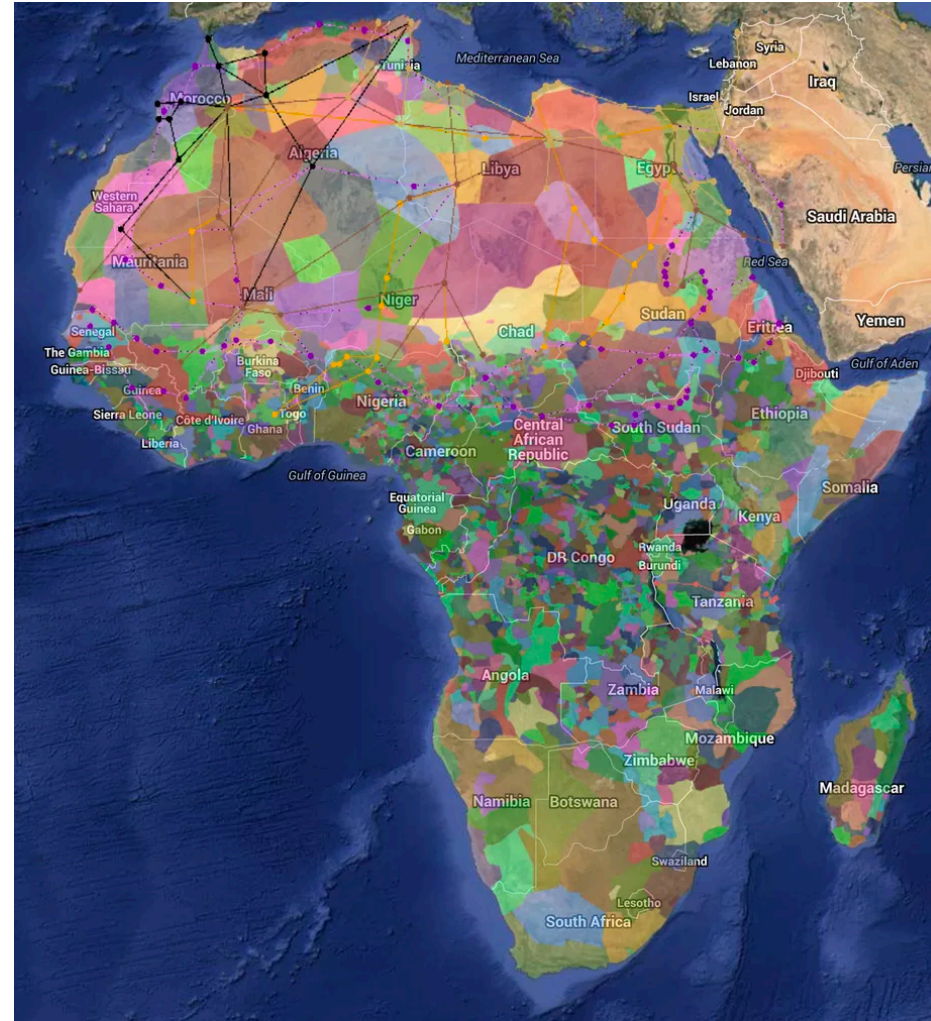 Mediterranean Sea
Syria
Lebanon
Iraq
Israel
Jordan
Tunisia
Morocco
Algeria
Libya
Egypt
Persian
Western
Sahara
Saudi Arabia
Mauritania
Mali
Niger
Red Sea
Chad
Sudan
Eritrea
Yemen
Senegal
The Gambia
Guinea-Bissau
Burkina
Faso
Gulf of Aden
Djibouti
Guinea
Benin
Nigeria
Sierra Leone
Côte d'Ivoire
Togo
Ghana
Ethiopia
Liberia
Central
African
Republic
South Sudan
Cameroon
Gulf of Guinea
Somalia
Equatorial
Guinea
Uganda
Kenya
Gabon
Rwanda
DR Congo
Burundi
Tanzania
Angola
Zambia
Malawi
Mozambique
Zimbabwe
Madagascar
Namibia
Botswana
Swaziland
Lesotho
South Africa